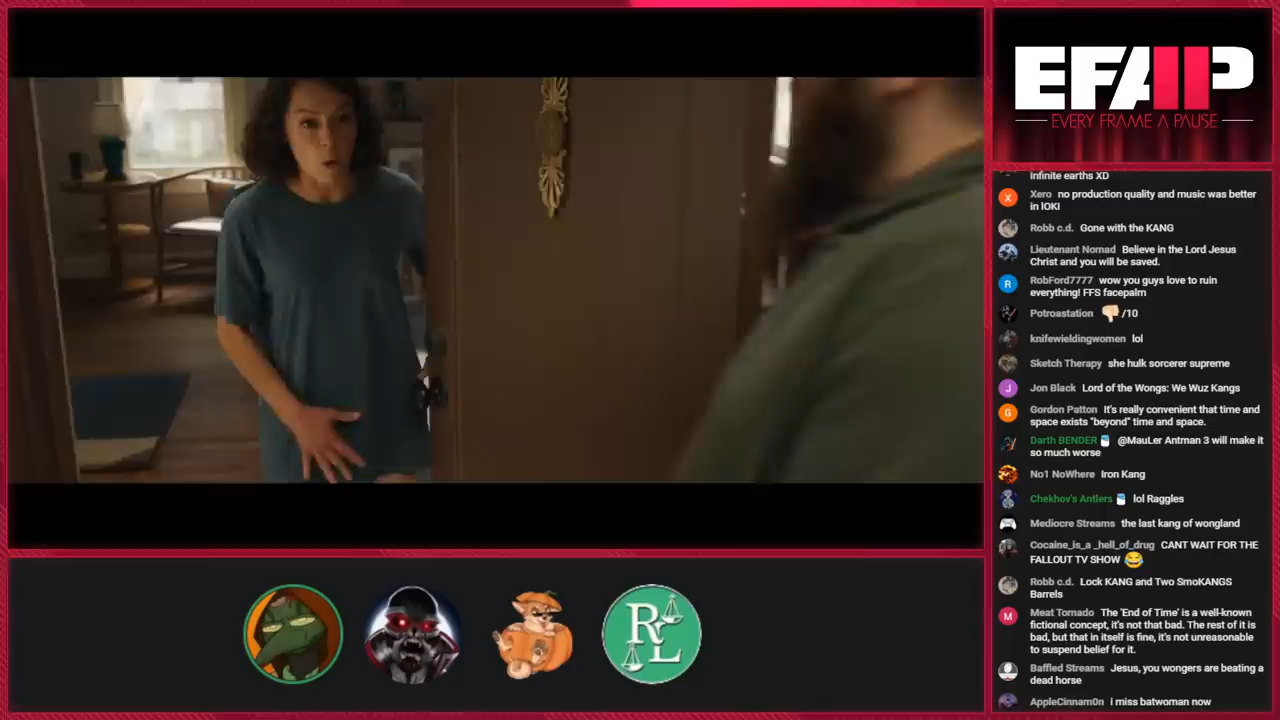 EFAP
EVERY FRAME A PAUSE
infinite earths XD
Xero no production quality and music was better
in lOKI
Robb c.d. Gone with the KANG
Lieutenant Nomad Believe in the Lord Jesus
Christ and you will be saved.
RobFord7777 wow you guys love to ruin
everything! FFS facepalm
Potroastation 👎🏻/10
knifewieldingwomen lol
Sketch Therapy she hulk sorcerer supreme
J Jon Black Lord of the Wongs: We Wuz Kangs
G Gordon Patton It's really convenient that time and
space exists "beyond" time and space.
Darth BENDER @MauLer Antman 3 will make it
so much worse
No1 NoWhere Iron Kang
Chekhov's Antlers lol Raggles
Mediocre Streams the last kang of wongland
Cocaine_is_a _hell_of_drug CANT WAIT FOR THE
FALLOUT TV SHOW 😂
Robb c.d. Lock KANG and Two SmoKANGS
Barrels
M Meat Tornado The 'End of Time' is a well-known
fictional concept, it's not that bad. The rest of it is
bad, but that in itself is fine, it's not unreasonable
to suspend belief for it.
Baffled Streams Jesus, you wongers are beating a
dead horse
AppleCinnam0n i miss batwoman now
X
R
RL